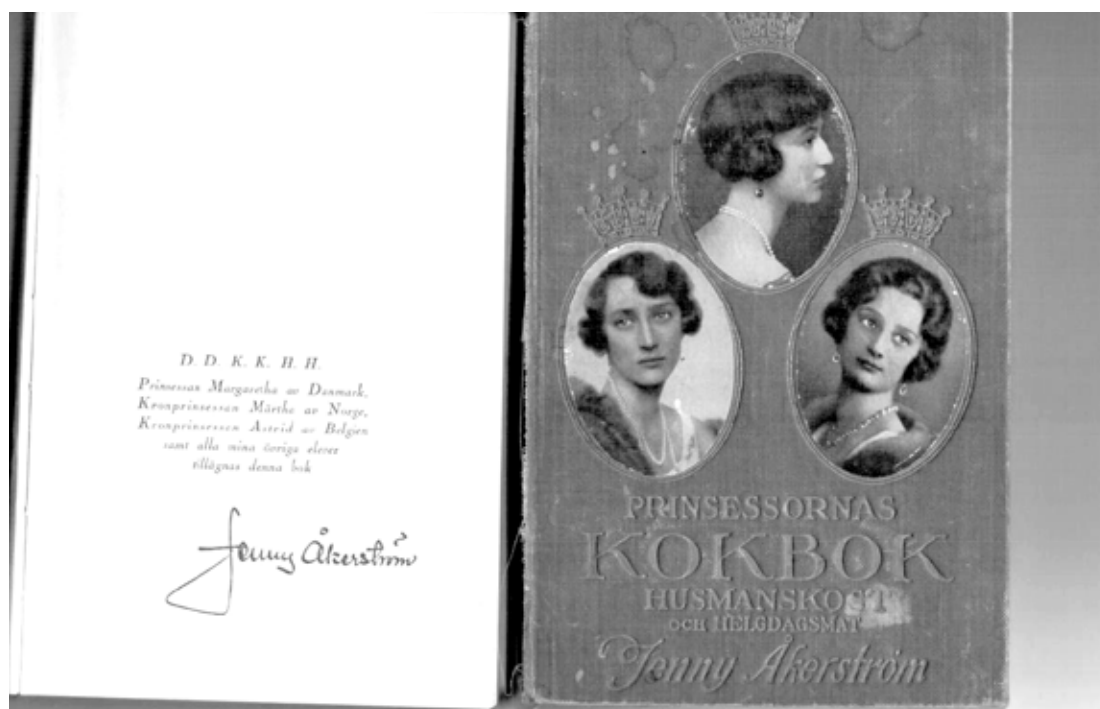 D. D. K. K. H. H.
Prinsessan Margaretha av Danmark,
Kronprinsessan Märtha av Norge,
Kronprinsessan Astrid av Belgien
samt alla mina övriga elever
tillägnas denna bok
Jenny Åkerström
PRINSESSORNAS
KOKBOK
HUSMANSKOST
OCH HELGDAGSMAT
Jenny Åkerström